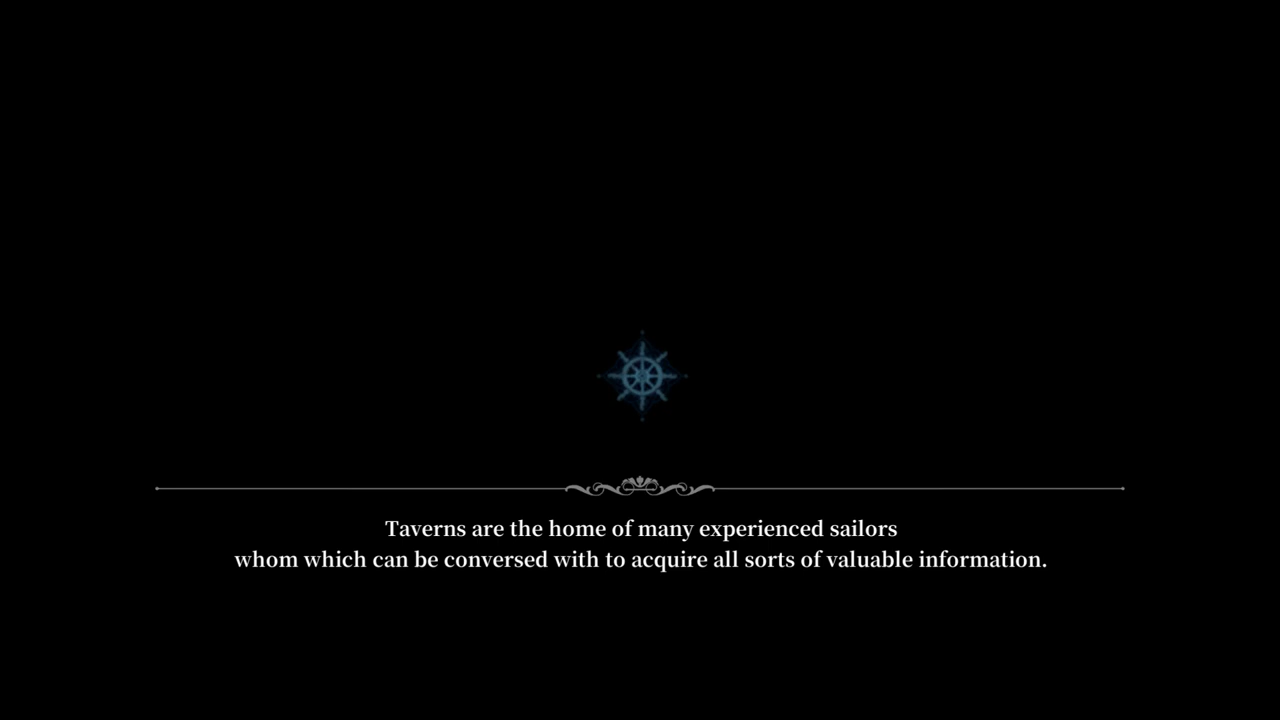 Taverns are the home of many experienced sailors
whom which can be conversed with to acquire all sorts of valuable information.